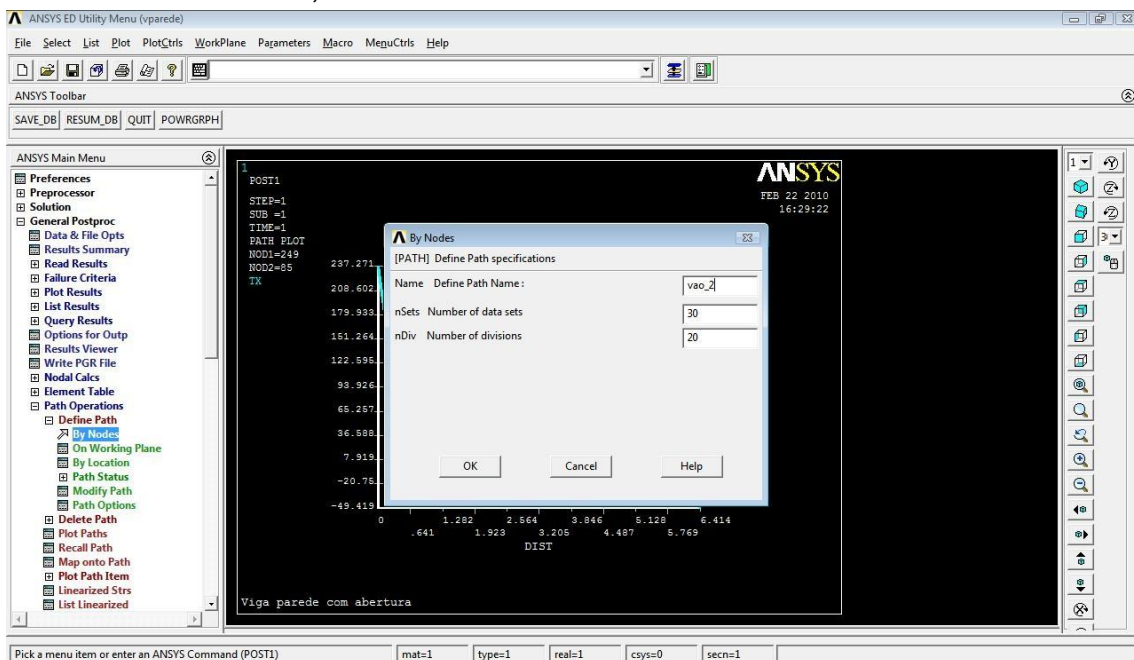 ANSYS ED Utility Menu (vparede)
File Select List Plot PlotCtrls WorkPlane Parameters Macro MenuCtrls Help
ANSYS Toolbar
SAVE_DB RESUM_DB QUIT POWRGRPH
ANSYS Main Menu
Preferences
Preprocessor
Solution
General Postproc
Data & File Opts
Results Summary
Read Results
Failure Criteria
Plot Results
List Results
Query Results
Options for Outp
Results Viewer
Write PGR File
Nodal Calcs
Element Table
Path Operations
Define Path
By Nodes
On Working Plane
By Location
Path Status
Modify Path
Path Options
Delete Path
Plot Paths
Recall Path
Map onto Path
Plot Path Item
Linearized Strs
List Linearized
1
POST1
STEP=1
SUB =1
TIME=1
PATH PLOT
NOD1=249
NOD2=85
TX
ANSYS
FEB 22 2010
16:29:22
237.271
208.602
179.933
151.264
122.595
93.926
65.257
36.588
7.919
-20.75
-49.419
0 1.282 2.564 3.846 5.128 6.414
.641 1.923 3.205 4.487 5.769
DIST
Viga parede com abertura
By Nodes
[PATH] Define Path specifications
Name Define Path Name : vao_2
nSets Number of data sets 30
nDiv Number of divisions 20
OK Cancel Help
1
Pick a menu item or enter an ANSYS Command (POST1) mat=1 type=1 real=1 csys=0 secn=1